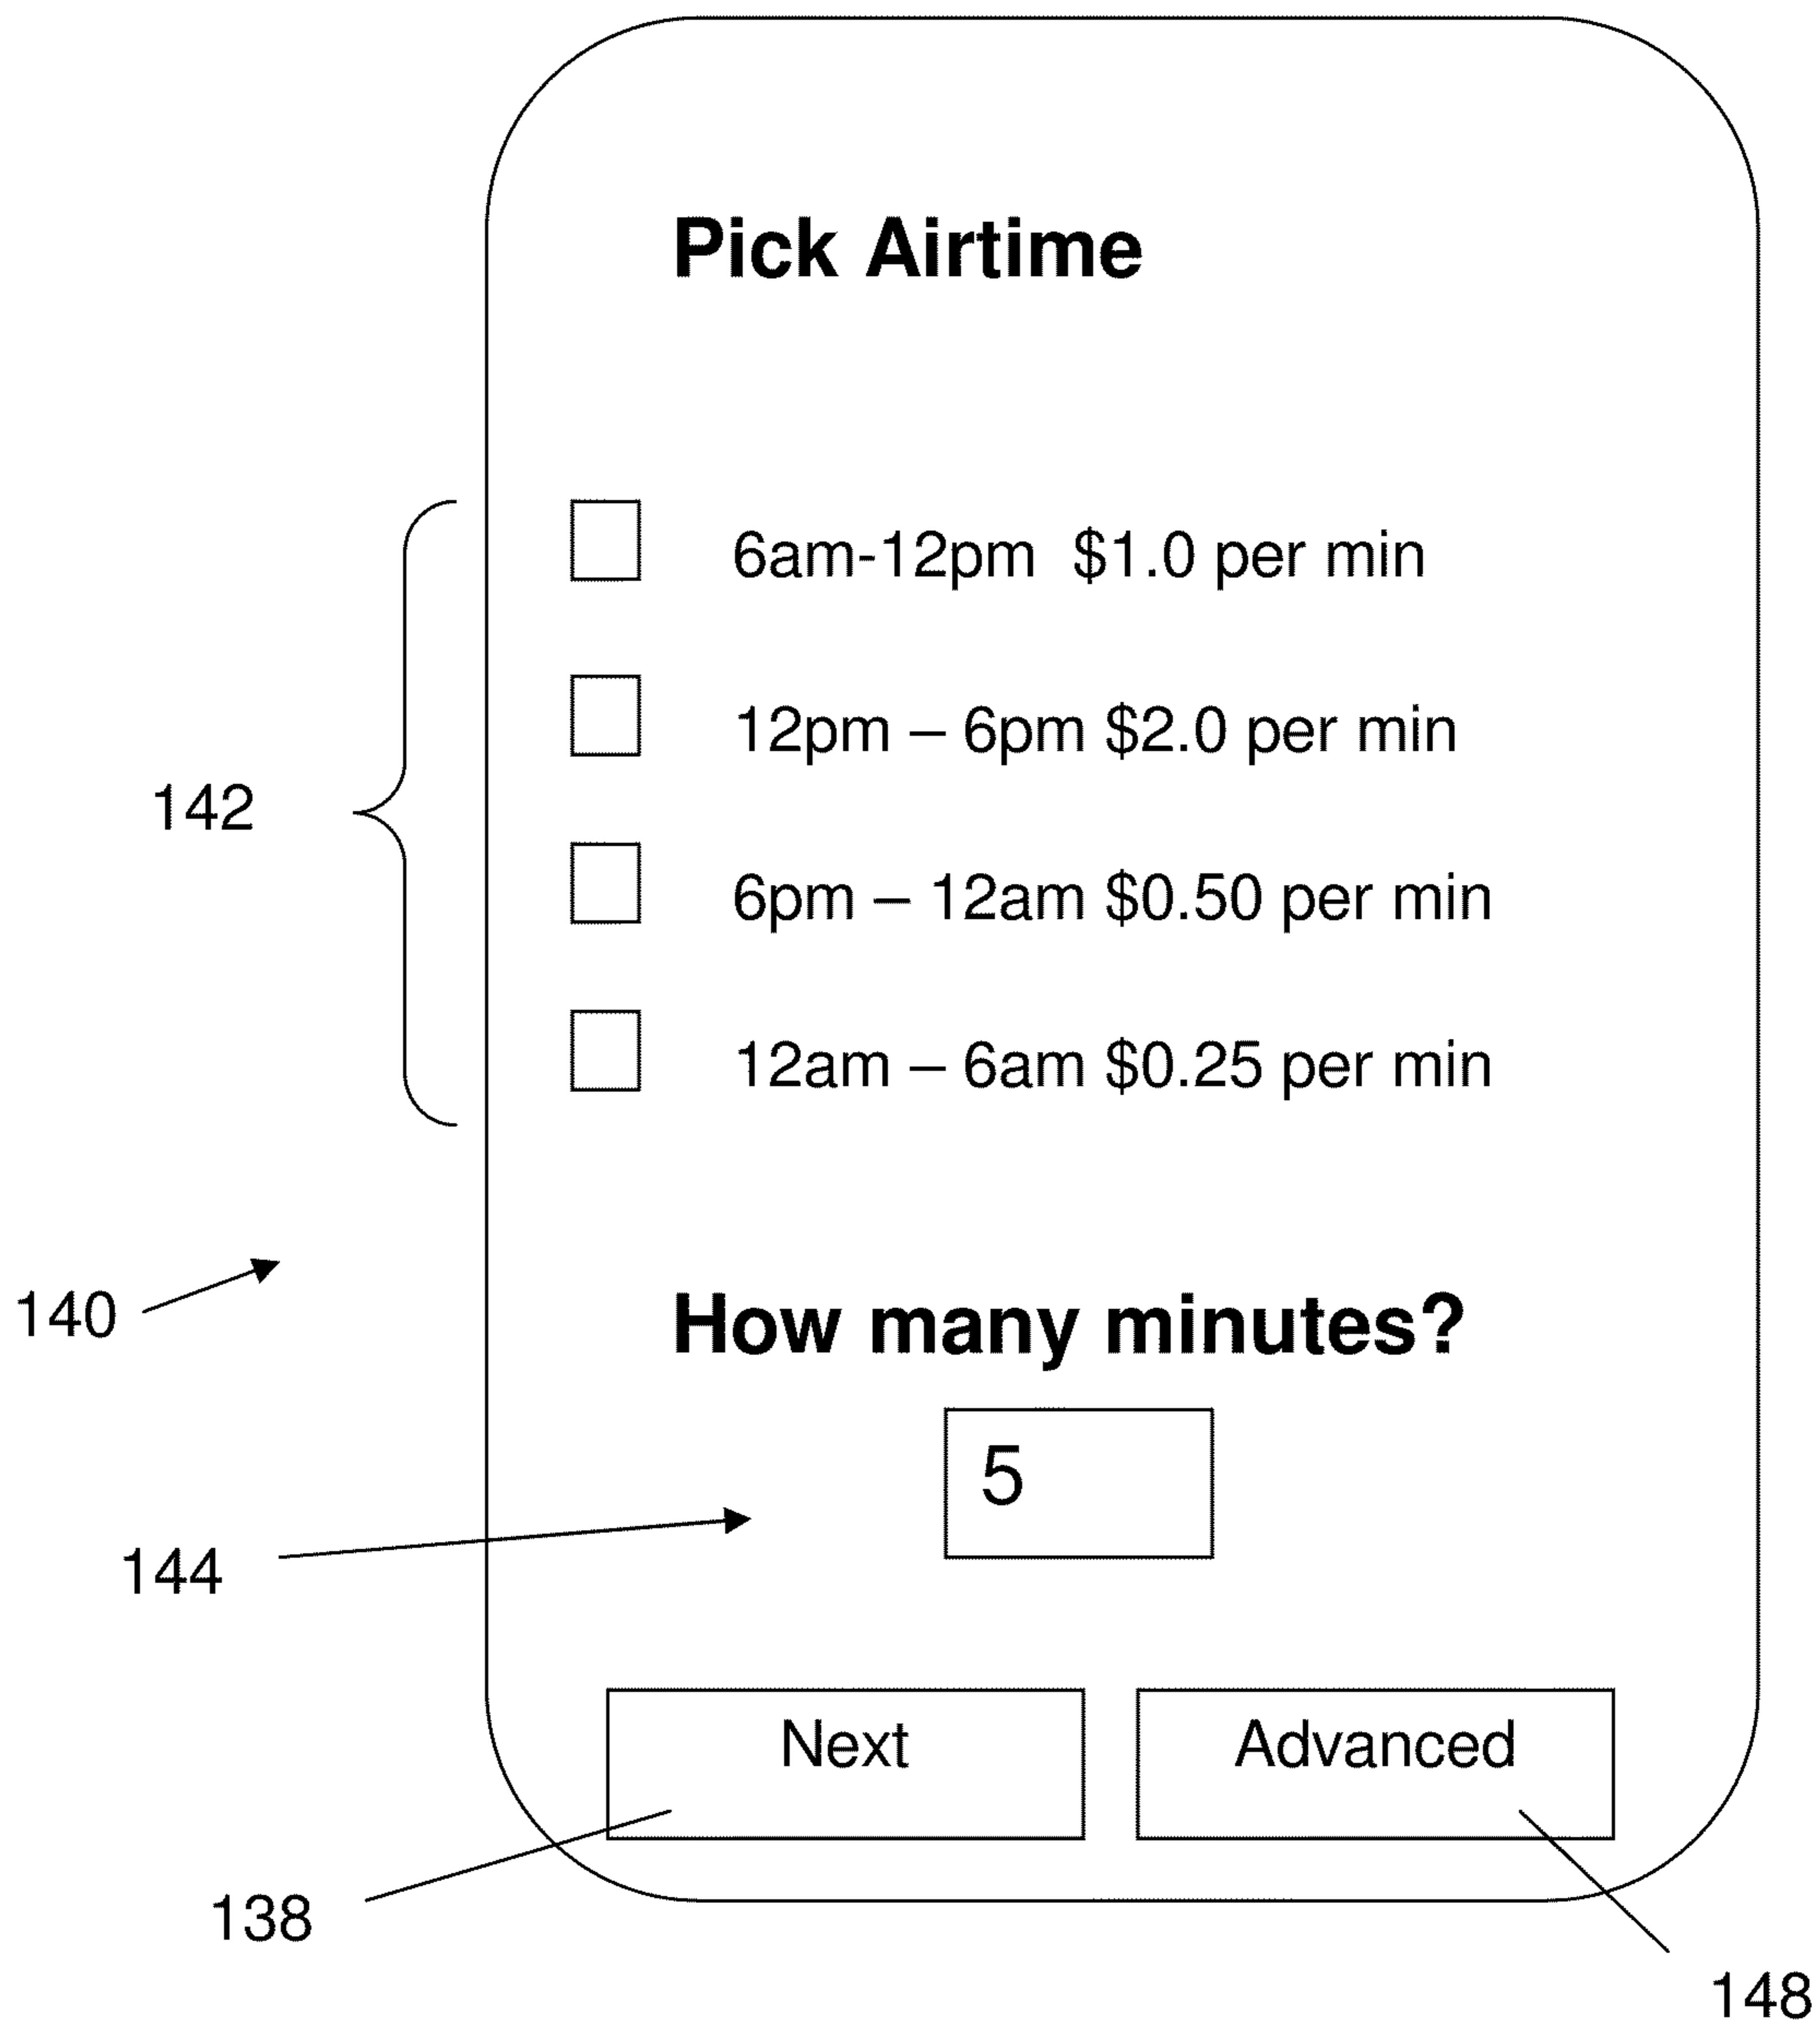 Pick Airtime
6am-12pm  $1.0 per min
12pm – 6pm $2.0 per min
142
6pm – 12am $0.50 per min
12am – 6am $0.25 per min
140
How many minutes?
5
144
Next
Advanced
138
148